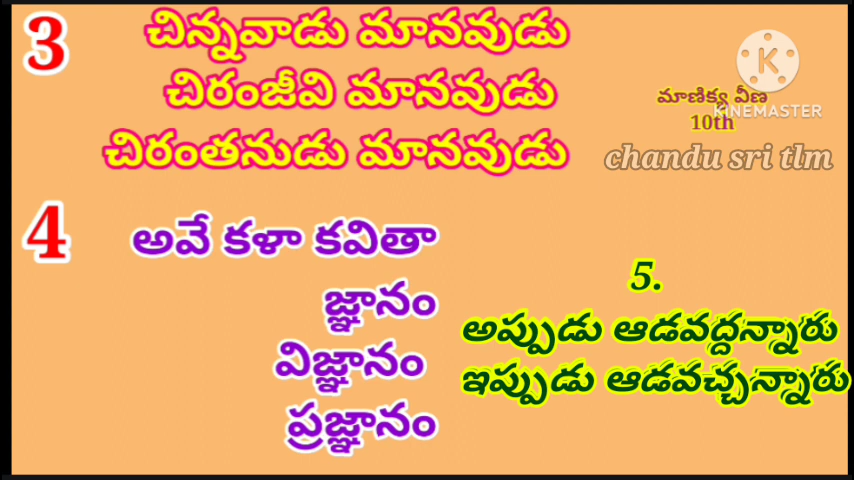 3
చిన్నవాడు మానవుడు
చిరంజీవి మానవుడు
చిరంతనుడు మానవుడు
మాణిక్య వీణ
10th
K
KINEMASTER
chandu sri tlm
4
అవే కళా కవితా
జ్ఞానం
విజ్ఞానం
ప్రజ్ఞానం
5.
అప్పుడు ఆడవద్దన్నారు
ఇప్పుడు ఆడవచ్చన్నారు